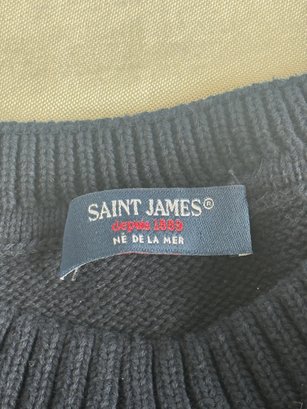 SAINT JAMES®
depuis 1889
NÉ DE LA MER